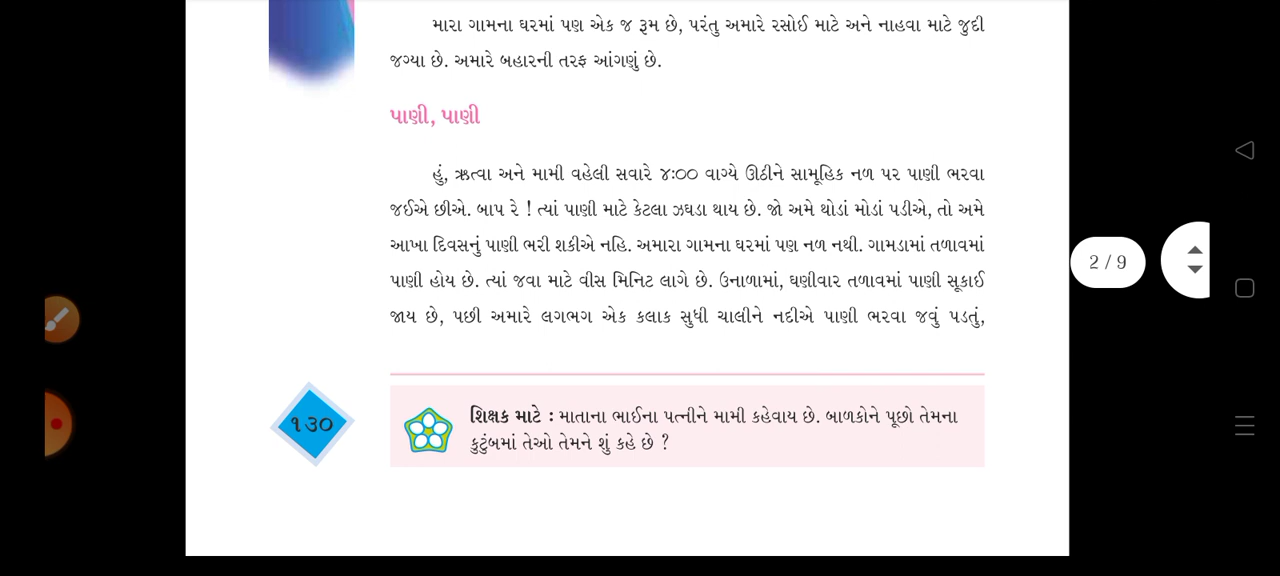 મારા ગામના ઘરમાં પણ એક જ રૂમ છે, પરંતુ અમારે રસોઈ માટે અને નાહવા માટે જુદી
જગ્યા છે. અમારે બહારની તરફ આંગણું છે.
પાણી, પાણી
હું, ઋત્વા અને મામી વહેલી સવારે ૪:૦૦ વાગ્યે ઊઠીને સામૂહિક નળ પર પાણી ભરવા
જઈએ છીએ. બાપ રે ! ત્યાં પાણી માટે કેટલા ઝઘડા થાય છે. જો અમે થોડાં મોડાં પડીએ, તો અમે
આખા દિવસનું પાણી ભરી શકીએ નહિ. અમારા ગામના ઘરમાં પણ નળ નથી. ગામડામાં તળાવમાં
પાણી હોય છે. ત્યાં જવા માટે વીસ મિનિટ લાગે છે. ઉનાળામાં, ઘણીવાર તળાવમાં પાણી સૂકાઈ
જાય છે, પછી અમારે લગભગ એક કલાક સુધી ચાલીને નદીએ પાણી ભરવા જવું પડતું,
2 / 9
૧૩૦
શિક્ષક માટે : માતાના ભાઈના પત્નીને મામી કહેવાય છે. બાળકોને પૂછો તેમના
કુટુંબમાં તેઓ તેમને શું કહે છે ?